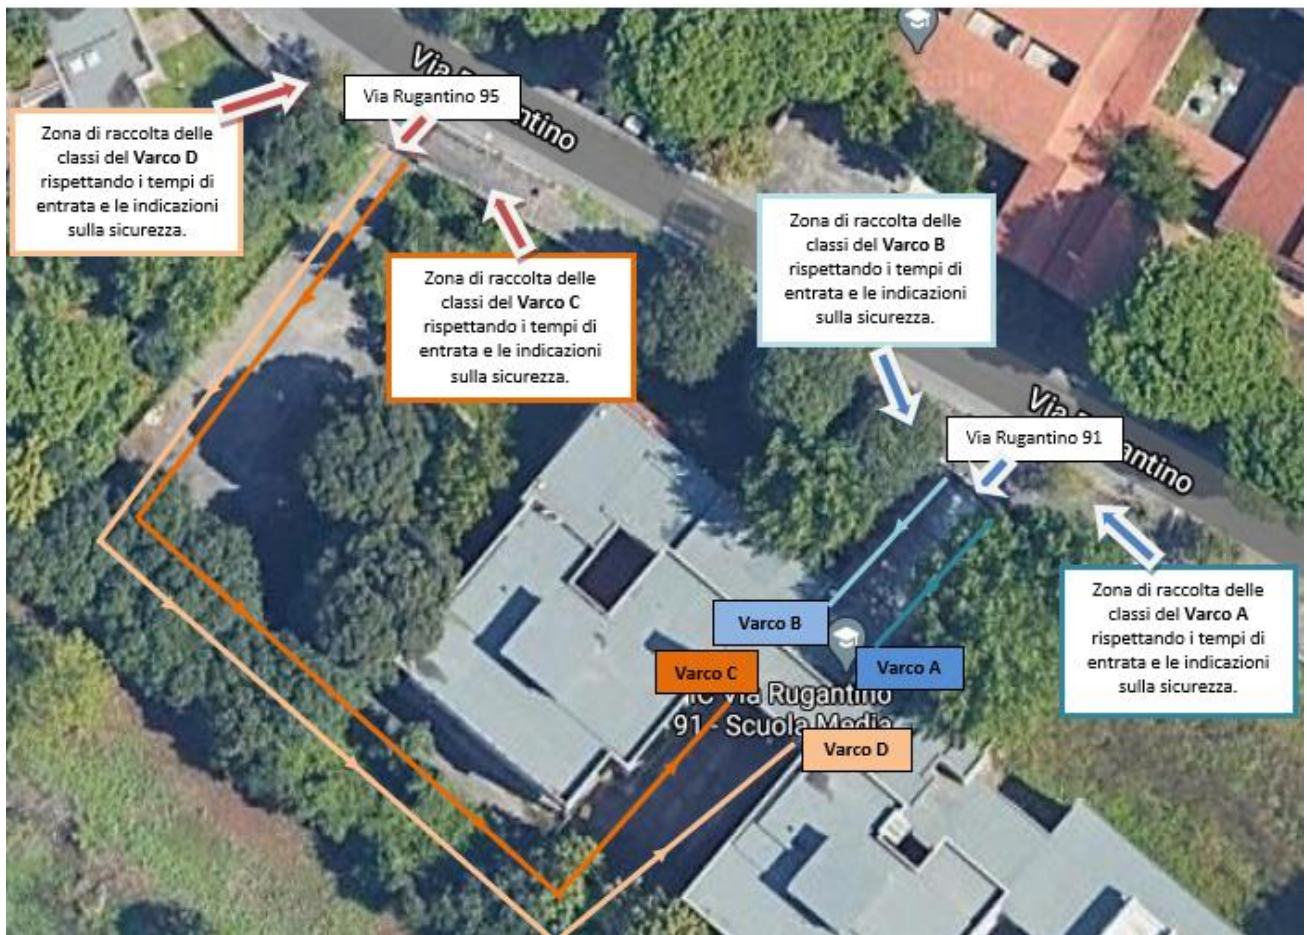 Via Rugantino 95
Zona di raccolta delle
classi del Varco D
rispettando i tempi di
entrata e le indicazioni
sulla sicurezza.
Zona di raccolta delle
classi del Varco B
rispettando i tempi di
entrata e le indicazioni
sulla sicurezza.
Zona di raccolta delle
classi del Varco C
rispettando i tempi di
entrata e le indicazioni
sulla sicurezza.
Via Rugantino 91
Zona di raccolta delle
classi del Varco A
rispettando i tempi di
entrata e le indicazioni
sulla sicurezza.
Varco B
Varco A
Varco C
IC Via Rugantino
91 - Scuola Media
Varco D